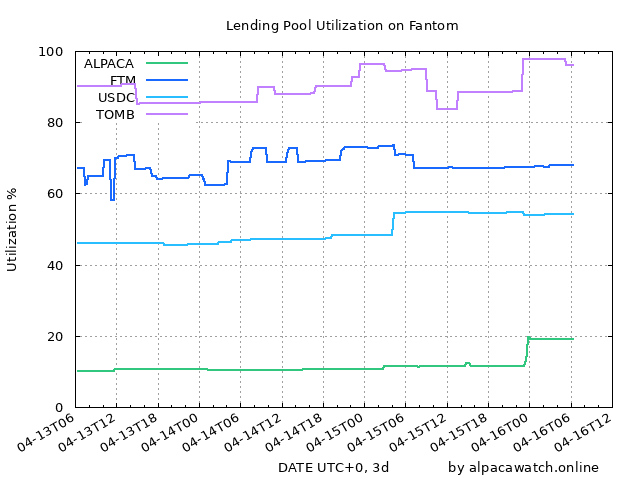 Lending Pool Utilization on Fantom
100
80
60
40
20
0
Utilization %
ALPACA
FTM
USDC
TOMB
04-13T06
04-13T12
04-13T18
04-14T00
04-14T06
04-14T12
04-14T18
04-15T00
04-15T06
04-15T12
04-15T18
04-16T00
04-16T06
04-16T12
DATE UTC+0, 3d
by alpacawatch.online